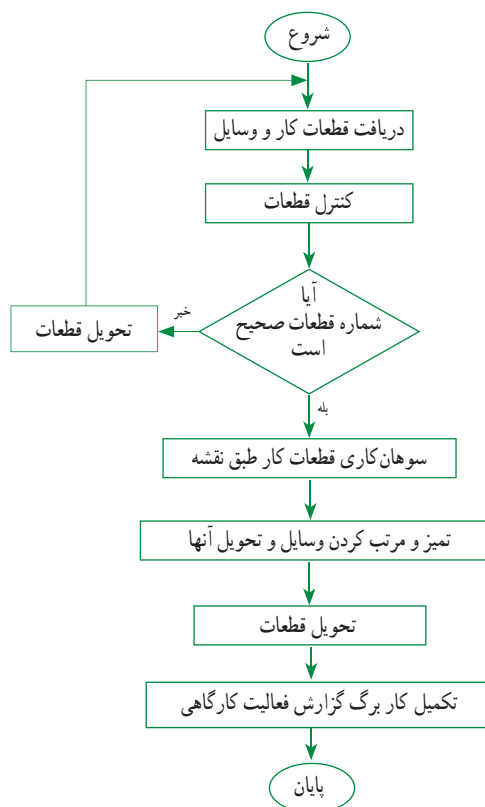 شروع
دریافت قطعات کار و وسایل
کنترل قطعات
آیا
شماره قطعات صحیح
است
خیر
تحویل قطعات
بله
سوهان‌کاری قطعات کار طبق نقشه
تمیز و مرتب کردن وسایل و تحویل آنها
تحویل قطعات
تکمیل کار برگ گزارش فعالیت کارگاهی
پایان